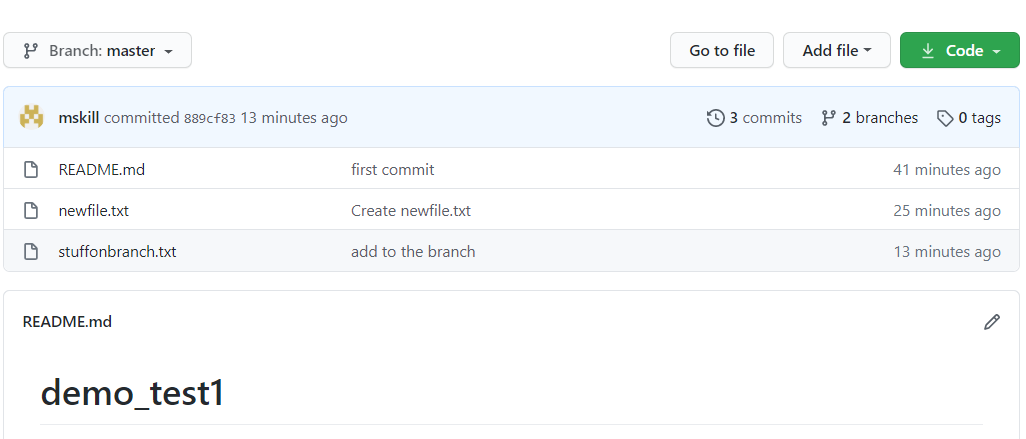 Branch: master
Go to file
Add file
Code
mskill committed 889cf83 13 minutes ago
3 commits
2 branches
0 tags
README.md first commit 41 minutes ago
newfile.txt Create newfile.txt 25 minutes ago
stuffonbranch.txt add to the branch 13 minutes ago
README.md
demo_test1